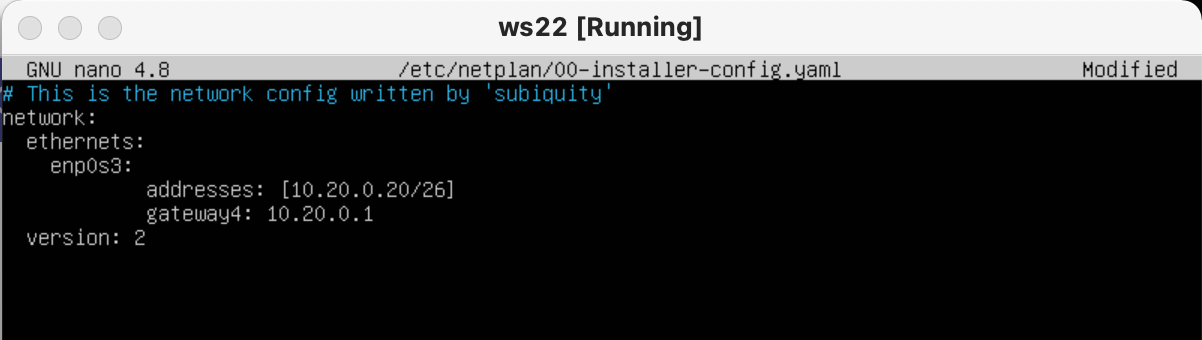 ws22 [Running]
GNU nano 4.8 /etc/netplan/00-installer-config.yaml Modified
# This is the network config written by 'subiquity'
network:
  ethernets:
    enp0s3:
            addresses: [10.20.0.20/26]
            gateway4: 10.20.0.1
  version: 2